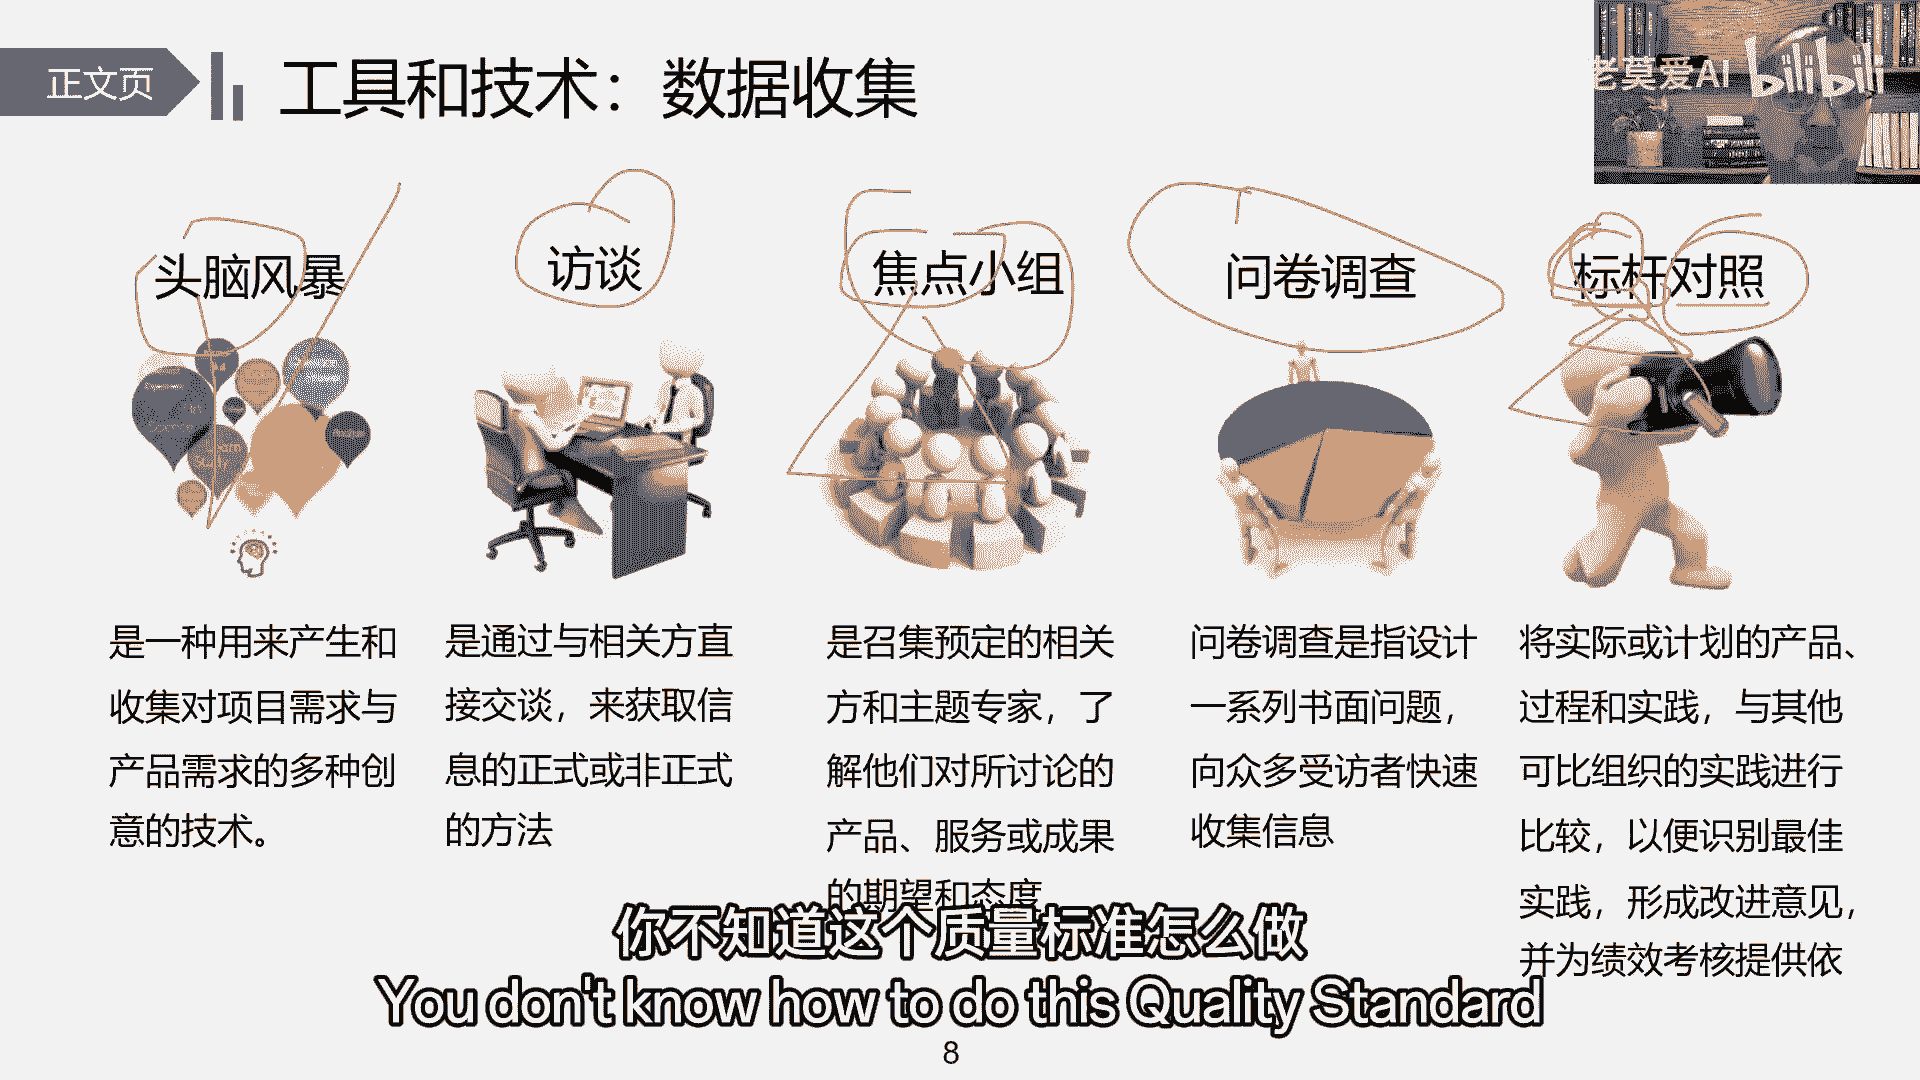 正文页
工具和技术：数据收集
老莫爱AI
bilibili
头脑风暴
访谈
焦点小组
问卷调查
标杆对照
是一种用来产生和
收集对项目需求与
产品需求的多种创
意的技术。
是通过与相关方直
接交谈，来获取信
息的正式或非正式
的方法
是召集预定的相关
方和主题专家，了
解他们对所讨论的
产品、服务或成果
的期望和态度
问卷调查是指设计
一系列书面问题，
向众多受访者快速
收集信息
将实际或计划的产品、
过程和实践，与其他
可比组织的实践进行
比较，以便识别最佳
实践，形成改进意见，
并为绩效考核提供依
你不知道这个质量标准怎么做
You don't know how to do this Quality Standard
8